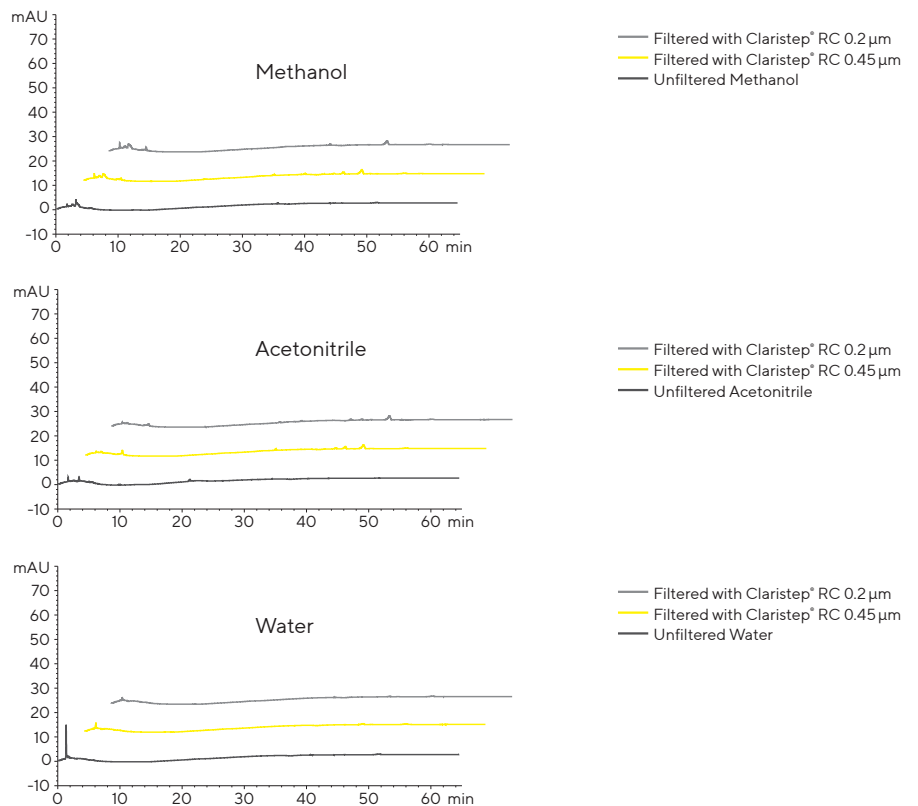 mAU
70
60
50
40
30
20
10
0
-10
0 10 20 30 40 50 60 min
Methanol
Filtered with Claristep® RC 0.2 µm
Filtered with Claristep® RC 0.45 µm
Unfiltered Methanol
mAU
70
60
50
40
30
20
10
0
-10
0 10 20 30 40 50 60 min
Acetonitrile
Filtered with Claristep® RC 0.2 µm
Filtered with Claristep® RC 0.45 µm
Unfiltered Acetonitrile
mAU
70
60
50
40
30
20
10
0
-10
0 10 20 30 40 50 60 min
Water
Filtered with Claristep® RC 0.2 µm
Filtered with Claristep® RC 0.45 µm
Unfiltered Water